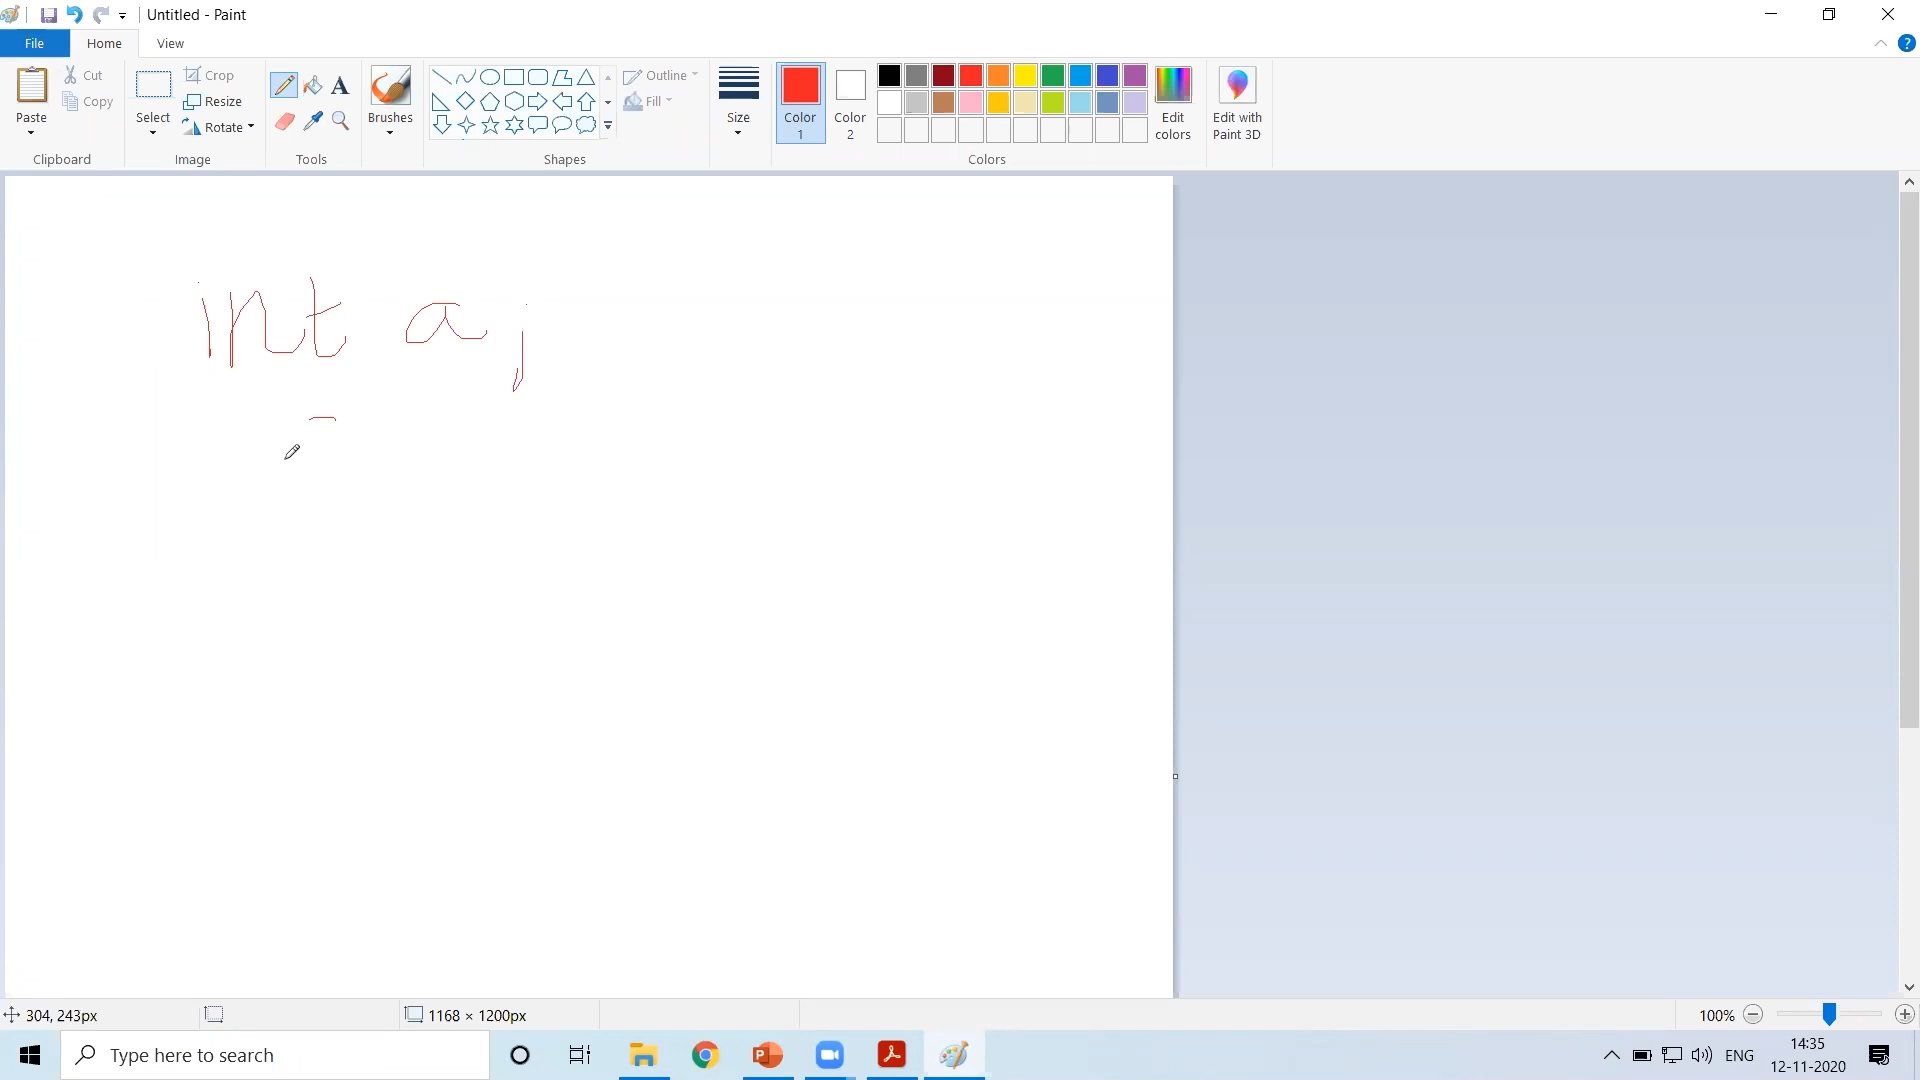 Untitled - Paint
File Home View
Paste
Cut
Copy
Clipboard
Select
Crop
Resize
Rotate
Image
Tools
Brushes
Shapes
Outline
Fill
Size
Color 1
Color 2
Colors
Edit colors
Edit with Paint 3D
int a;
304, 243px
1168 × 1200px
100%
Type here to search
ENG
14:35
12-11-2020